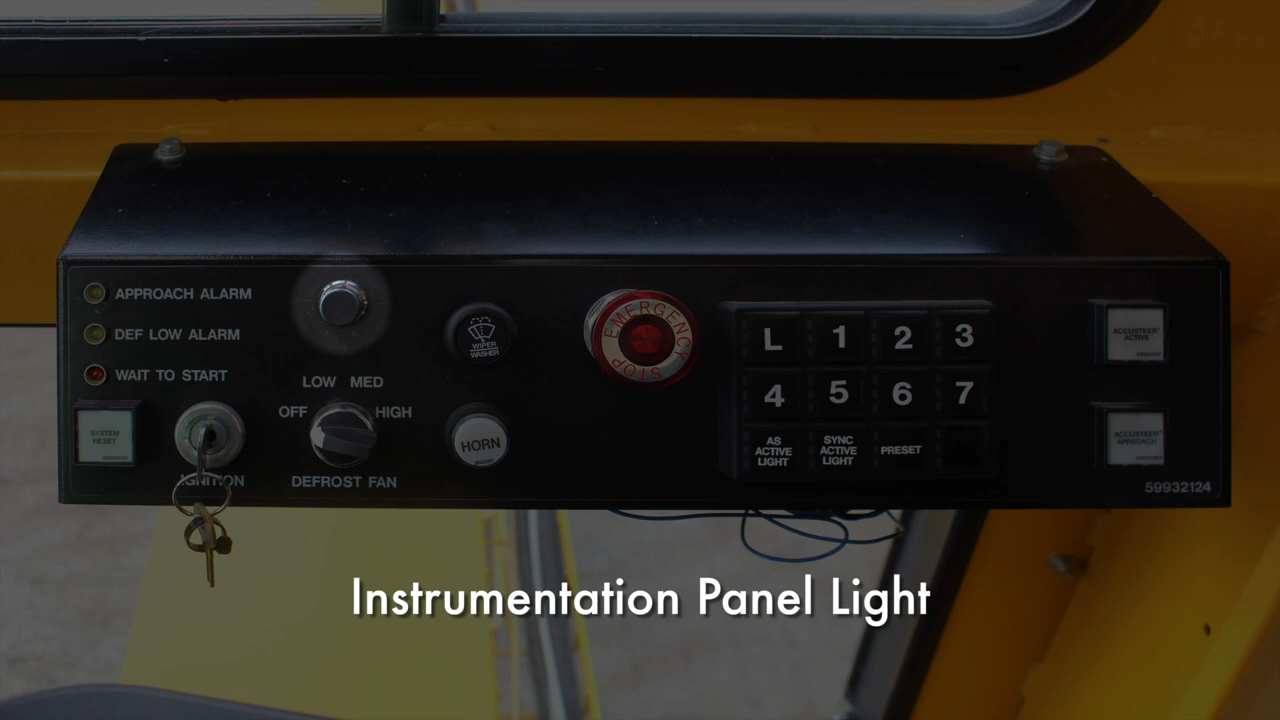 APPROACH ALARM
DEF LOW ALARM
WAIT TO START
SYSTEM
RESET
IGNITION
LOW MED
OFF HIGH
DEFROST FAN
WIPER
WASHER
HORN
EMERGENCY
STOP
L 1 2 3
4 5 6 7
AS
ACTIVE
LIGHT
SYNC
ACTIVE
LIGHT
PRESET
ACCUSTEER
ACTIVE
ACCUSTEER
APPROACH
59932124
Instrumentation Panel Light